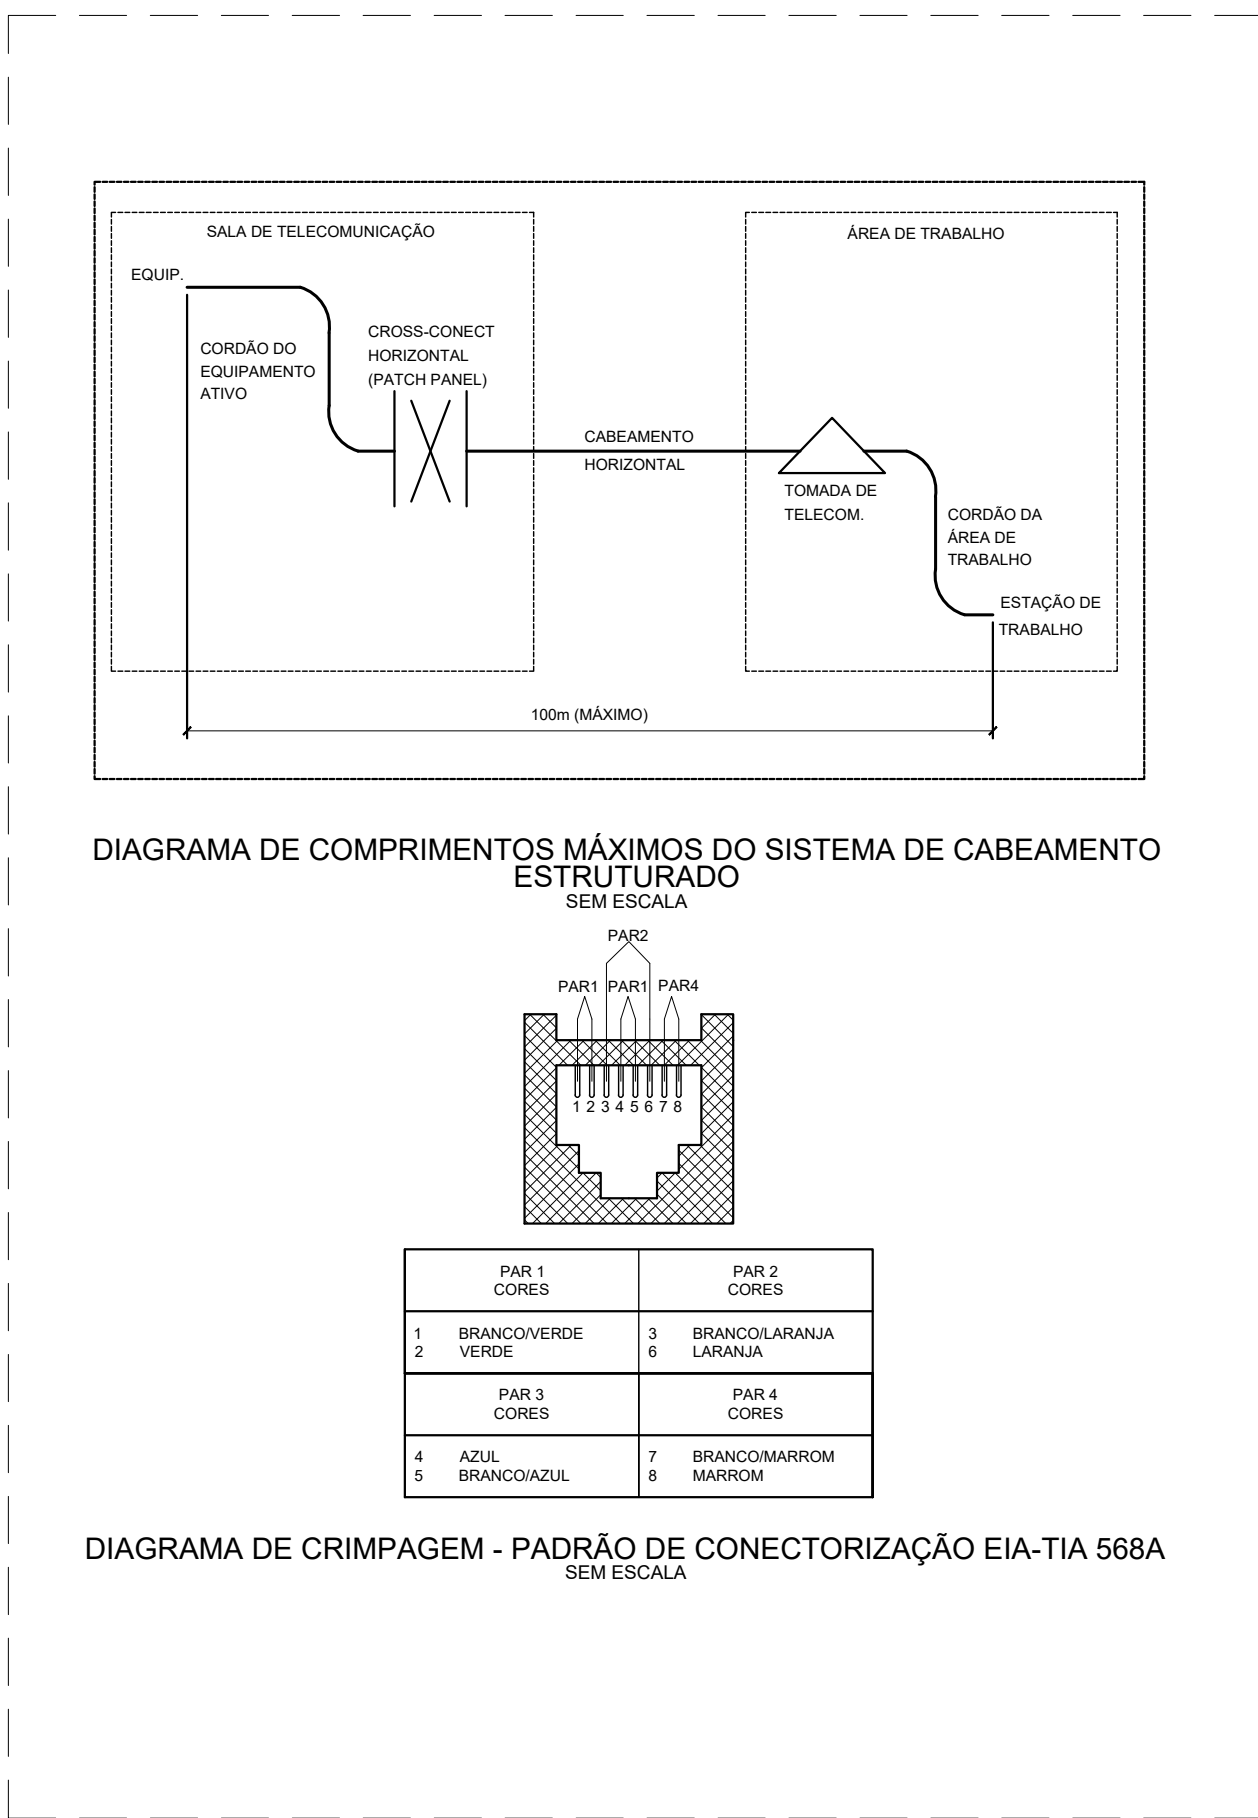 SALA DE TELECOMUNICAÇÃO
ÁREA DE TRABALHO
EQUIP.
CORDÃO DO
EQUIPAMENTO
ATIVO
CROSS-CONECT
HORIZONTAL
(PATCH PANEL)
CABEAMENTO
HORIZONTAL
TOMADA DE
TELECOM.
CORDÃO DA
ÁREA DE
TRABALHO
ESTAÇÃO DE
TRABALHO
100m (MÁXIMO)
DIAGRAMA DE COMPRIMENTOS MÁXIMOS DO SISTEMA DE CABEAMENTO
ESTRUTURADO
SEM ESCALA
PAR2
PAR1 PAR1 PAR4
1 2 3 4 5 6 7 8
PAR 1
CORES
PAR 2
CORES
1 BRANCO/VERDE
2 VERDE
3 BRANCO/LARANJA
6 LARANJA
PAR 3
CORES
PAR 4
CORES
4 AZUL
5 BRANCO/AZUL
7 BRANCO/MARROM
8 MARROM
DIAGRAMA DE CRIMPAGEM - PADRÃO DE CONECTORIZAÇÃO EIA-TIA 568A
SEM ESCALA